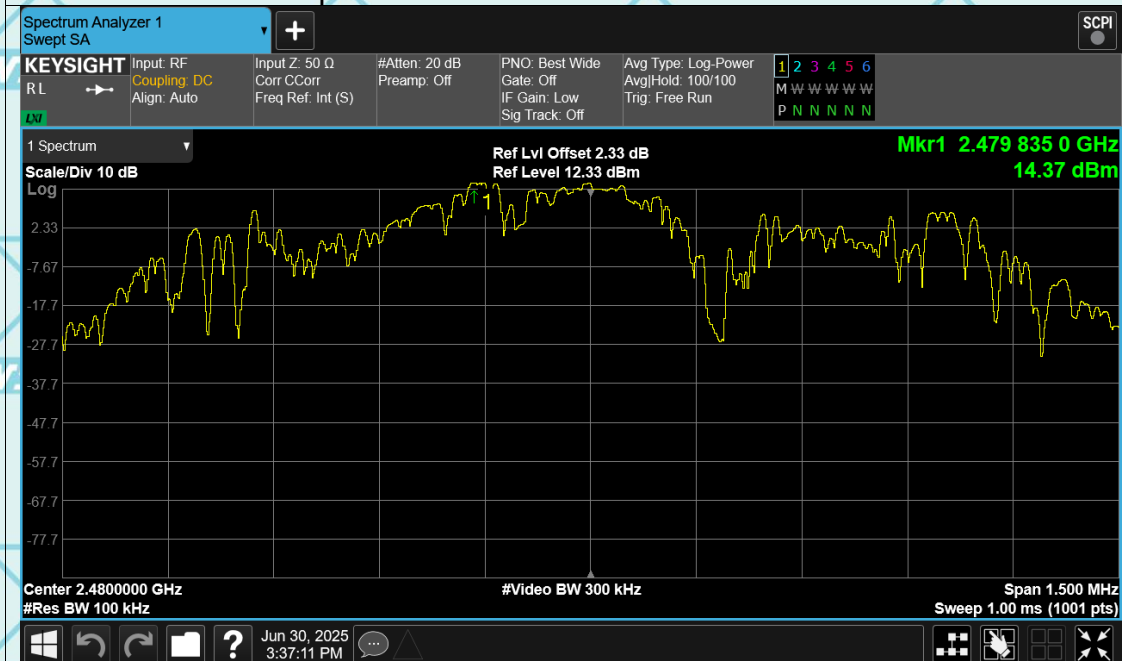 Spectrum Analyzer 1
Swept SA
+
SCPI
KEYSIGHT
RL
LXI
Input: RF
Coupling: DC
Align: Auto
Input Z: 50 Ω
Corr CCorr
Freq Ref: Int (S)
#Atten: 20 dB
Preamp: Off
PNO: Best Wide
Gate: Off
IF Gain: Low
Sig Track: Off
Avg Type: Log-Power
Avg|Hold: 100/100
Trig: Free Run
1 2 3 4 5 6
M W W W W W
P N N N N N
1 Spectrum
Scale/Div 10 dB
Log
Ref Lvl Offset 2.33 dB
Ref Level 12.33 dBm
Mkr1 2.479 835 0 GHz
14.37 dBm
1
2.33
-7.67
-17.7
-27.7
-37.7
-47.7
-57.7
-67.7
-77.7
Center 2.4800000 GHz
#Res BW 100 kHz
#Video BW 300 kHz
Span 1.500 MHz
Sweep 1.00 ms (1001 pts)
?
Jun 30, 2025
3:37:11 PM